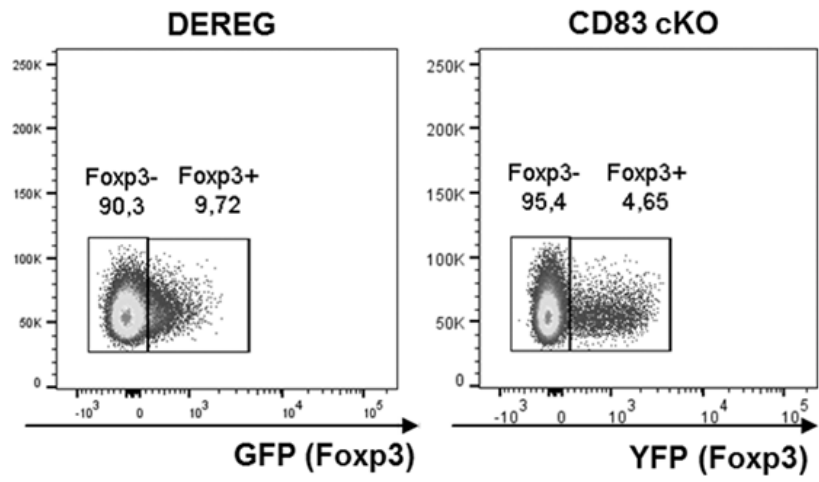 DEREG
CD83 cKO
250K
200K
150K
100K
50K
0
Foxp3- Foxp3+
90,3 9,72
-10³ 0 10³ 10⁴ 10⁵
GFP (Foxp3)
250K
200K
150K
100K
50K
0
Foxp3- Foxp3+
95,4 4,65
-10³ 0 10³ 10⁴ 10⁵
YFP (Foxp3)